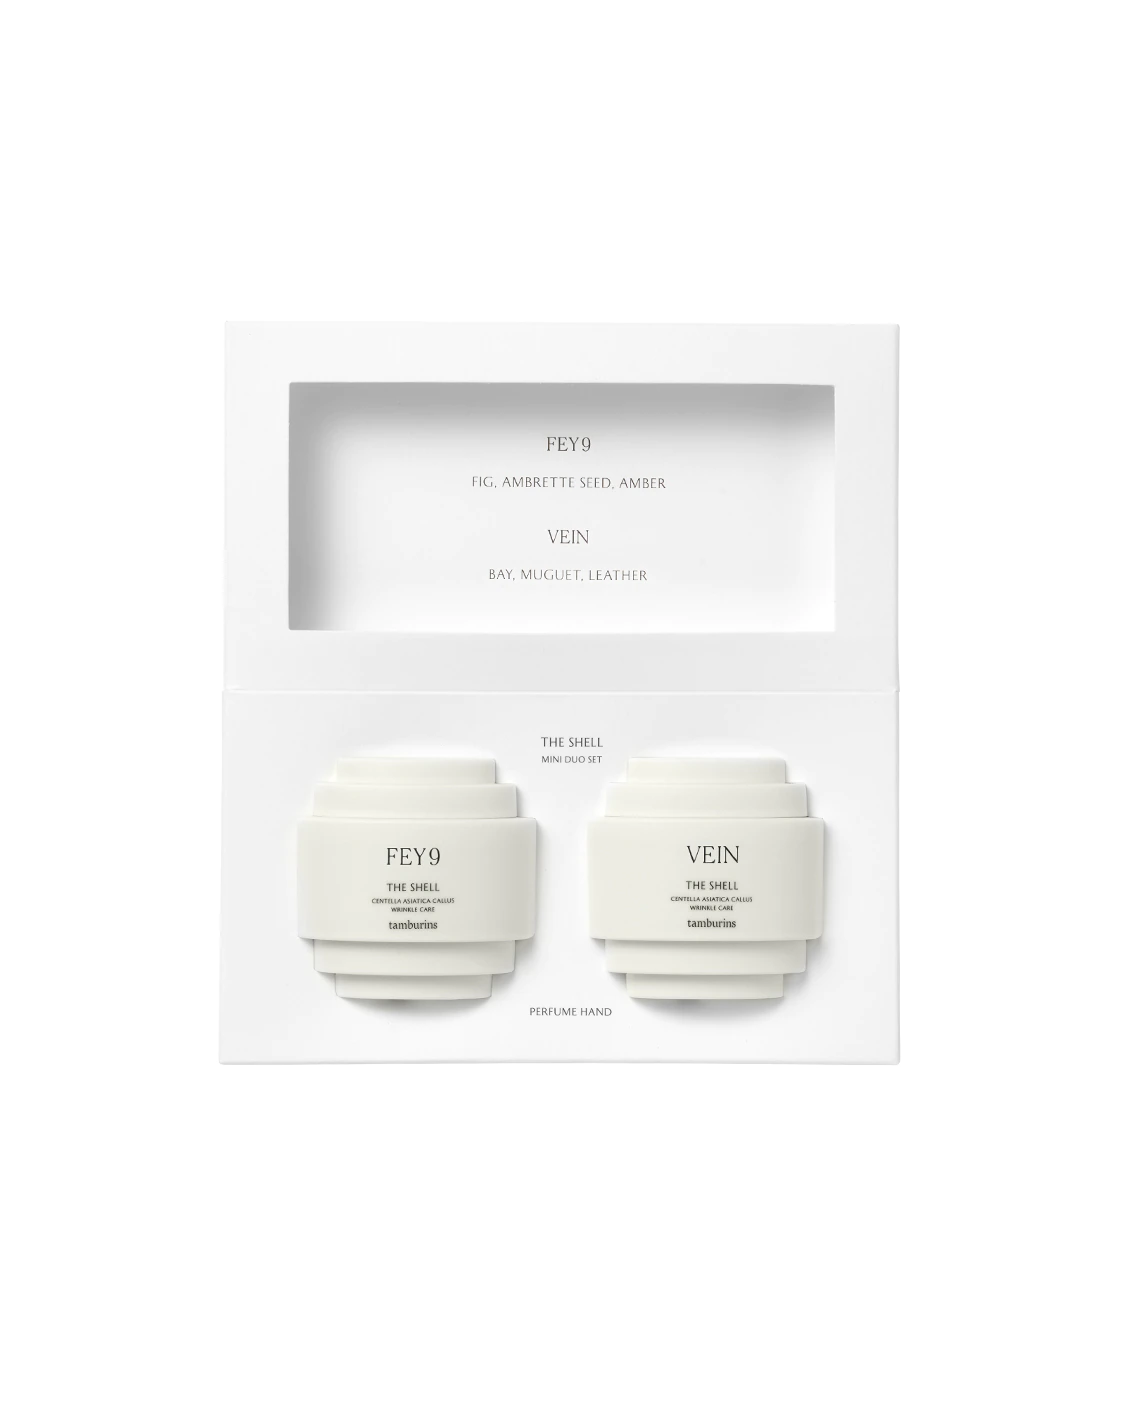 FEY9
FIG, AMBRETTE SEED, AMBER
VEIN
BAY, MUGUET, LEATHER
THE SHELL
MINI DUO SET
FEY9
THE SHELL
CENTELLA ASIATICA CALLUS
WRINKLE CARE
tamburins
VEIN
THE SHELL
CENTELLA ASIATICA CALLUS
WRINKLE CARE
tamburins
PERFUME HAND